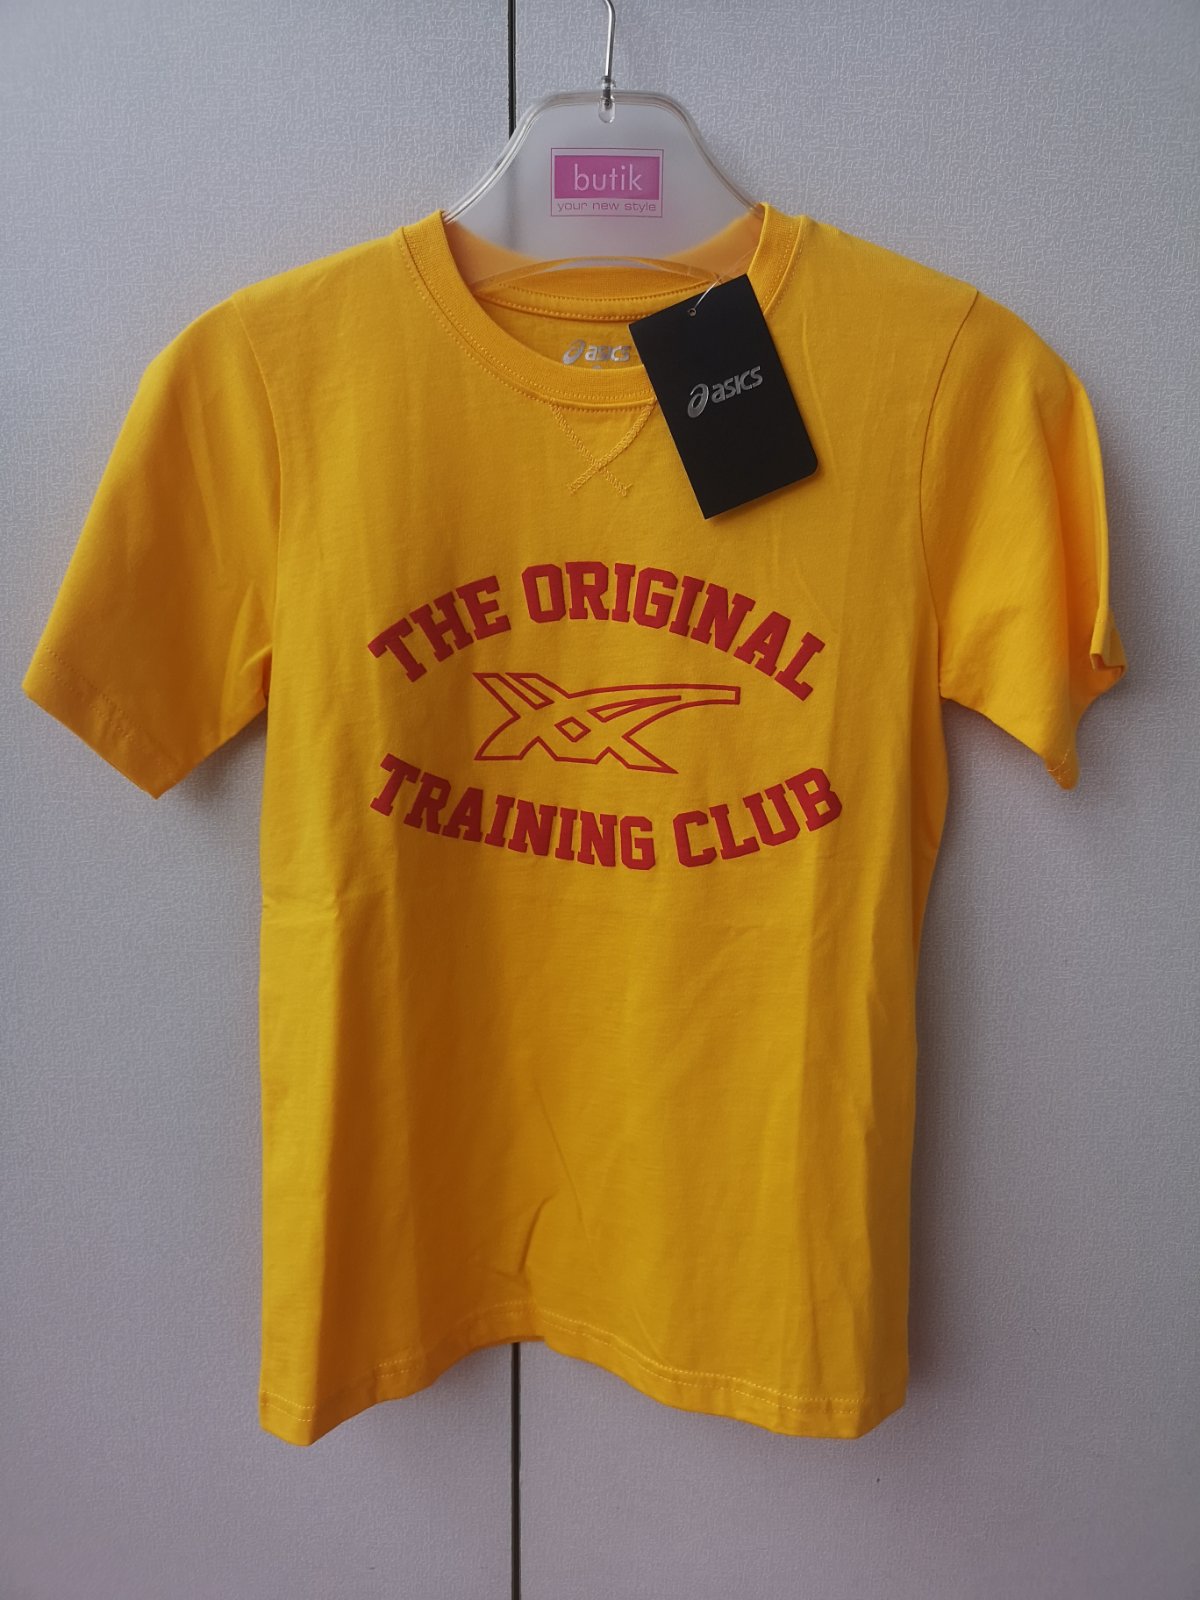 butik
your new style
asics
asics
THE ORIGINAL
TRAINING CLUB